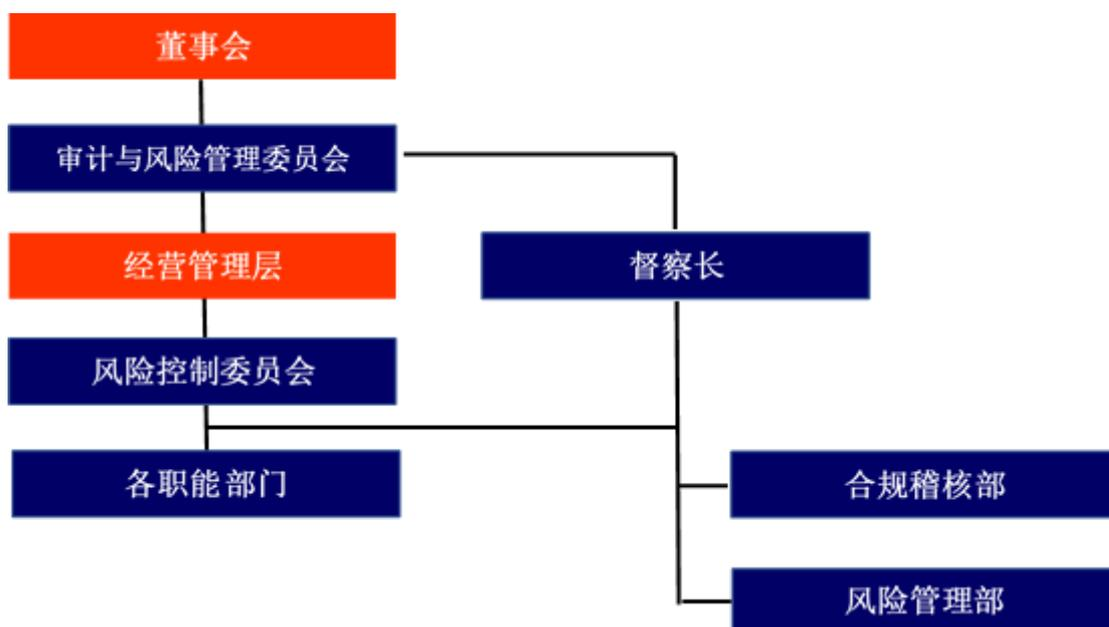 董事会
审计与风险管理委员会
经营管理层
督察长
风险控制委员会
各职能部门
合规稽核部
风险管理部